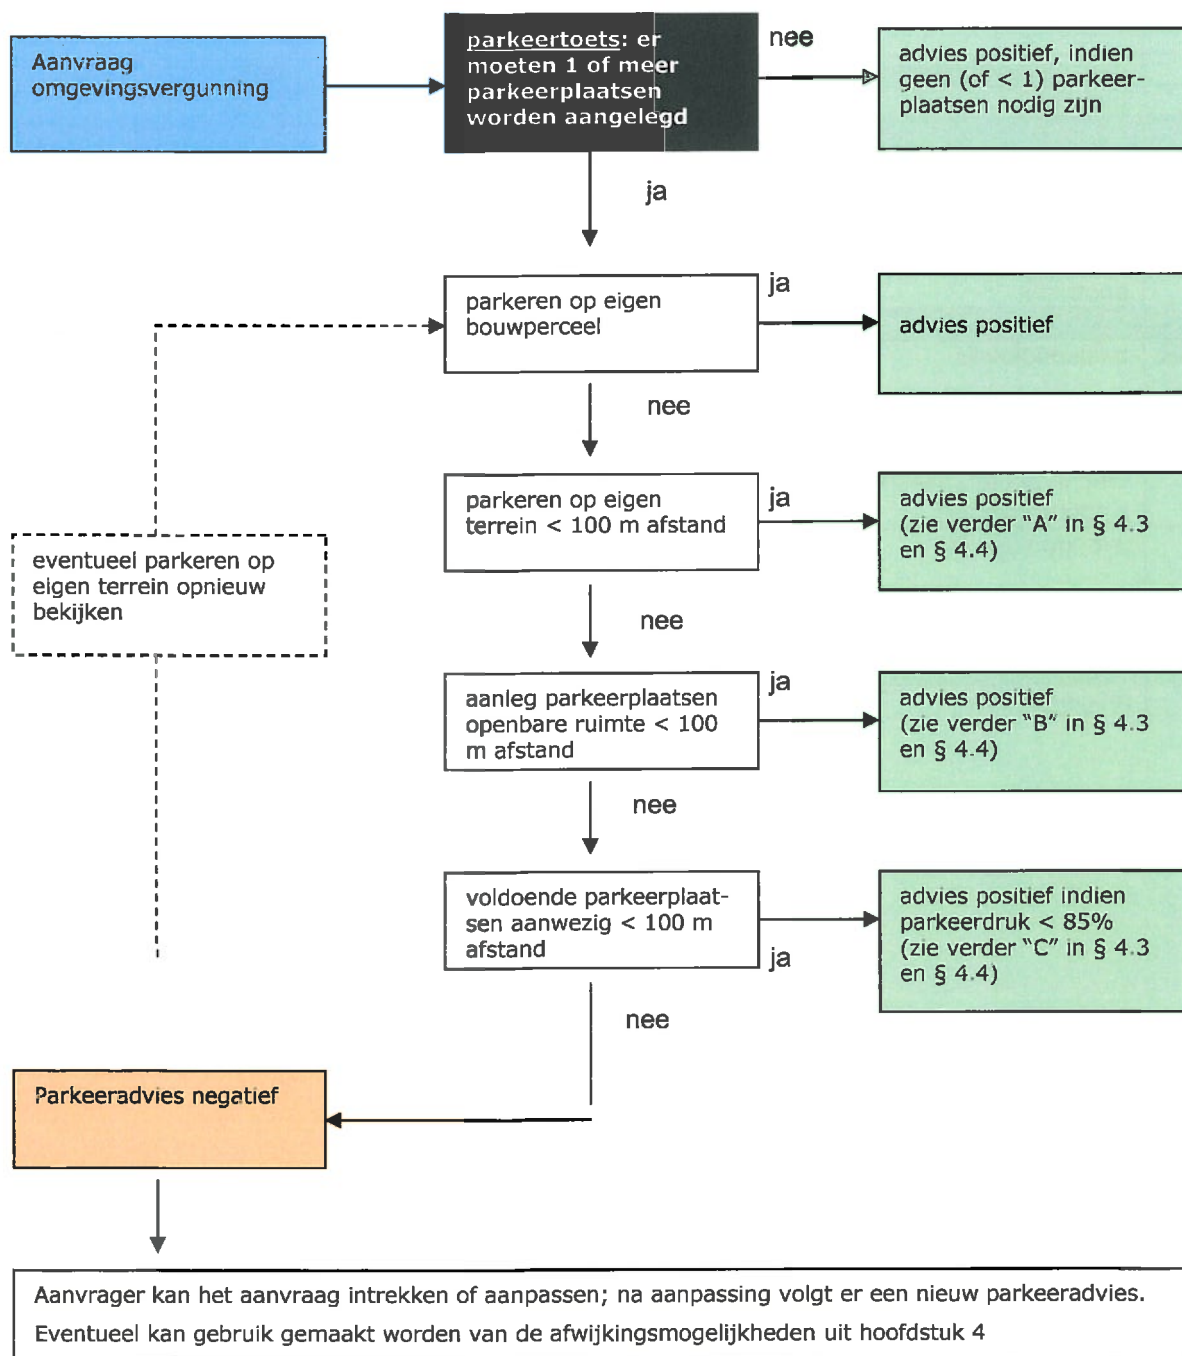 Aanvraag
omgevingsvergunning
parkeertoets: er
moeten 1 of meer
parkeerplaatsen
worden aangelegd
nee
advies positief, indien
geen (of < 1) parkeer-
plaatsen nodig zijn
ja
parkeren op eigen
bouwperceel
ja
advies positief
nee
parkeren op eigen
terrein < 100 m afstand
ja
advies positief
(zie verder "A" in § 4.3
en § 4.4)
eventueel parkeren op
eigen terrein opnieuw
bekijken
nee
aanleg parkeerplaatsen
openbare ruimte < 100
m afstand
ja
advies positief
(zie verder "B" in § 4.3
en § 4.4)
nee
voldoende parkeerplaat-
sen aanwezig < 100 m
afstand
ja
advies positief indien
parkeerdruk < 85%
(zie verder "C" in § 4.3
en § 4.4)
nee
Parkeeradvies negatief
Aanvrager kan het aanvraag intrekken of aanpassen; na aanpassing volgt er een nieuw parkeeradvies.
Eventueel kan gebruik gemaakt worden van de afwijkingsmogelijkheden uit hoofdstuk 4